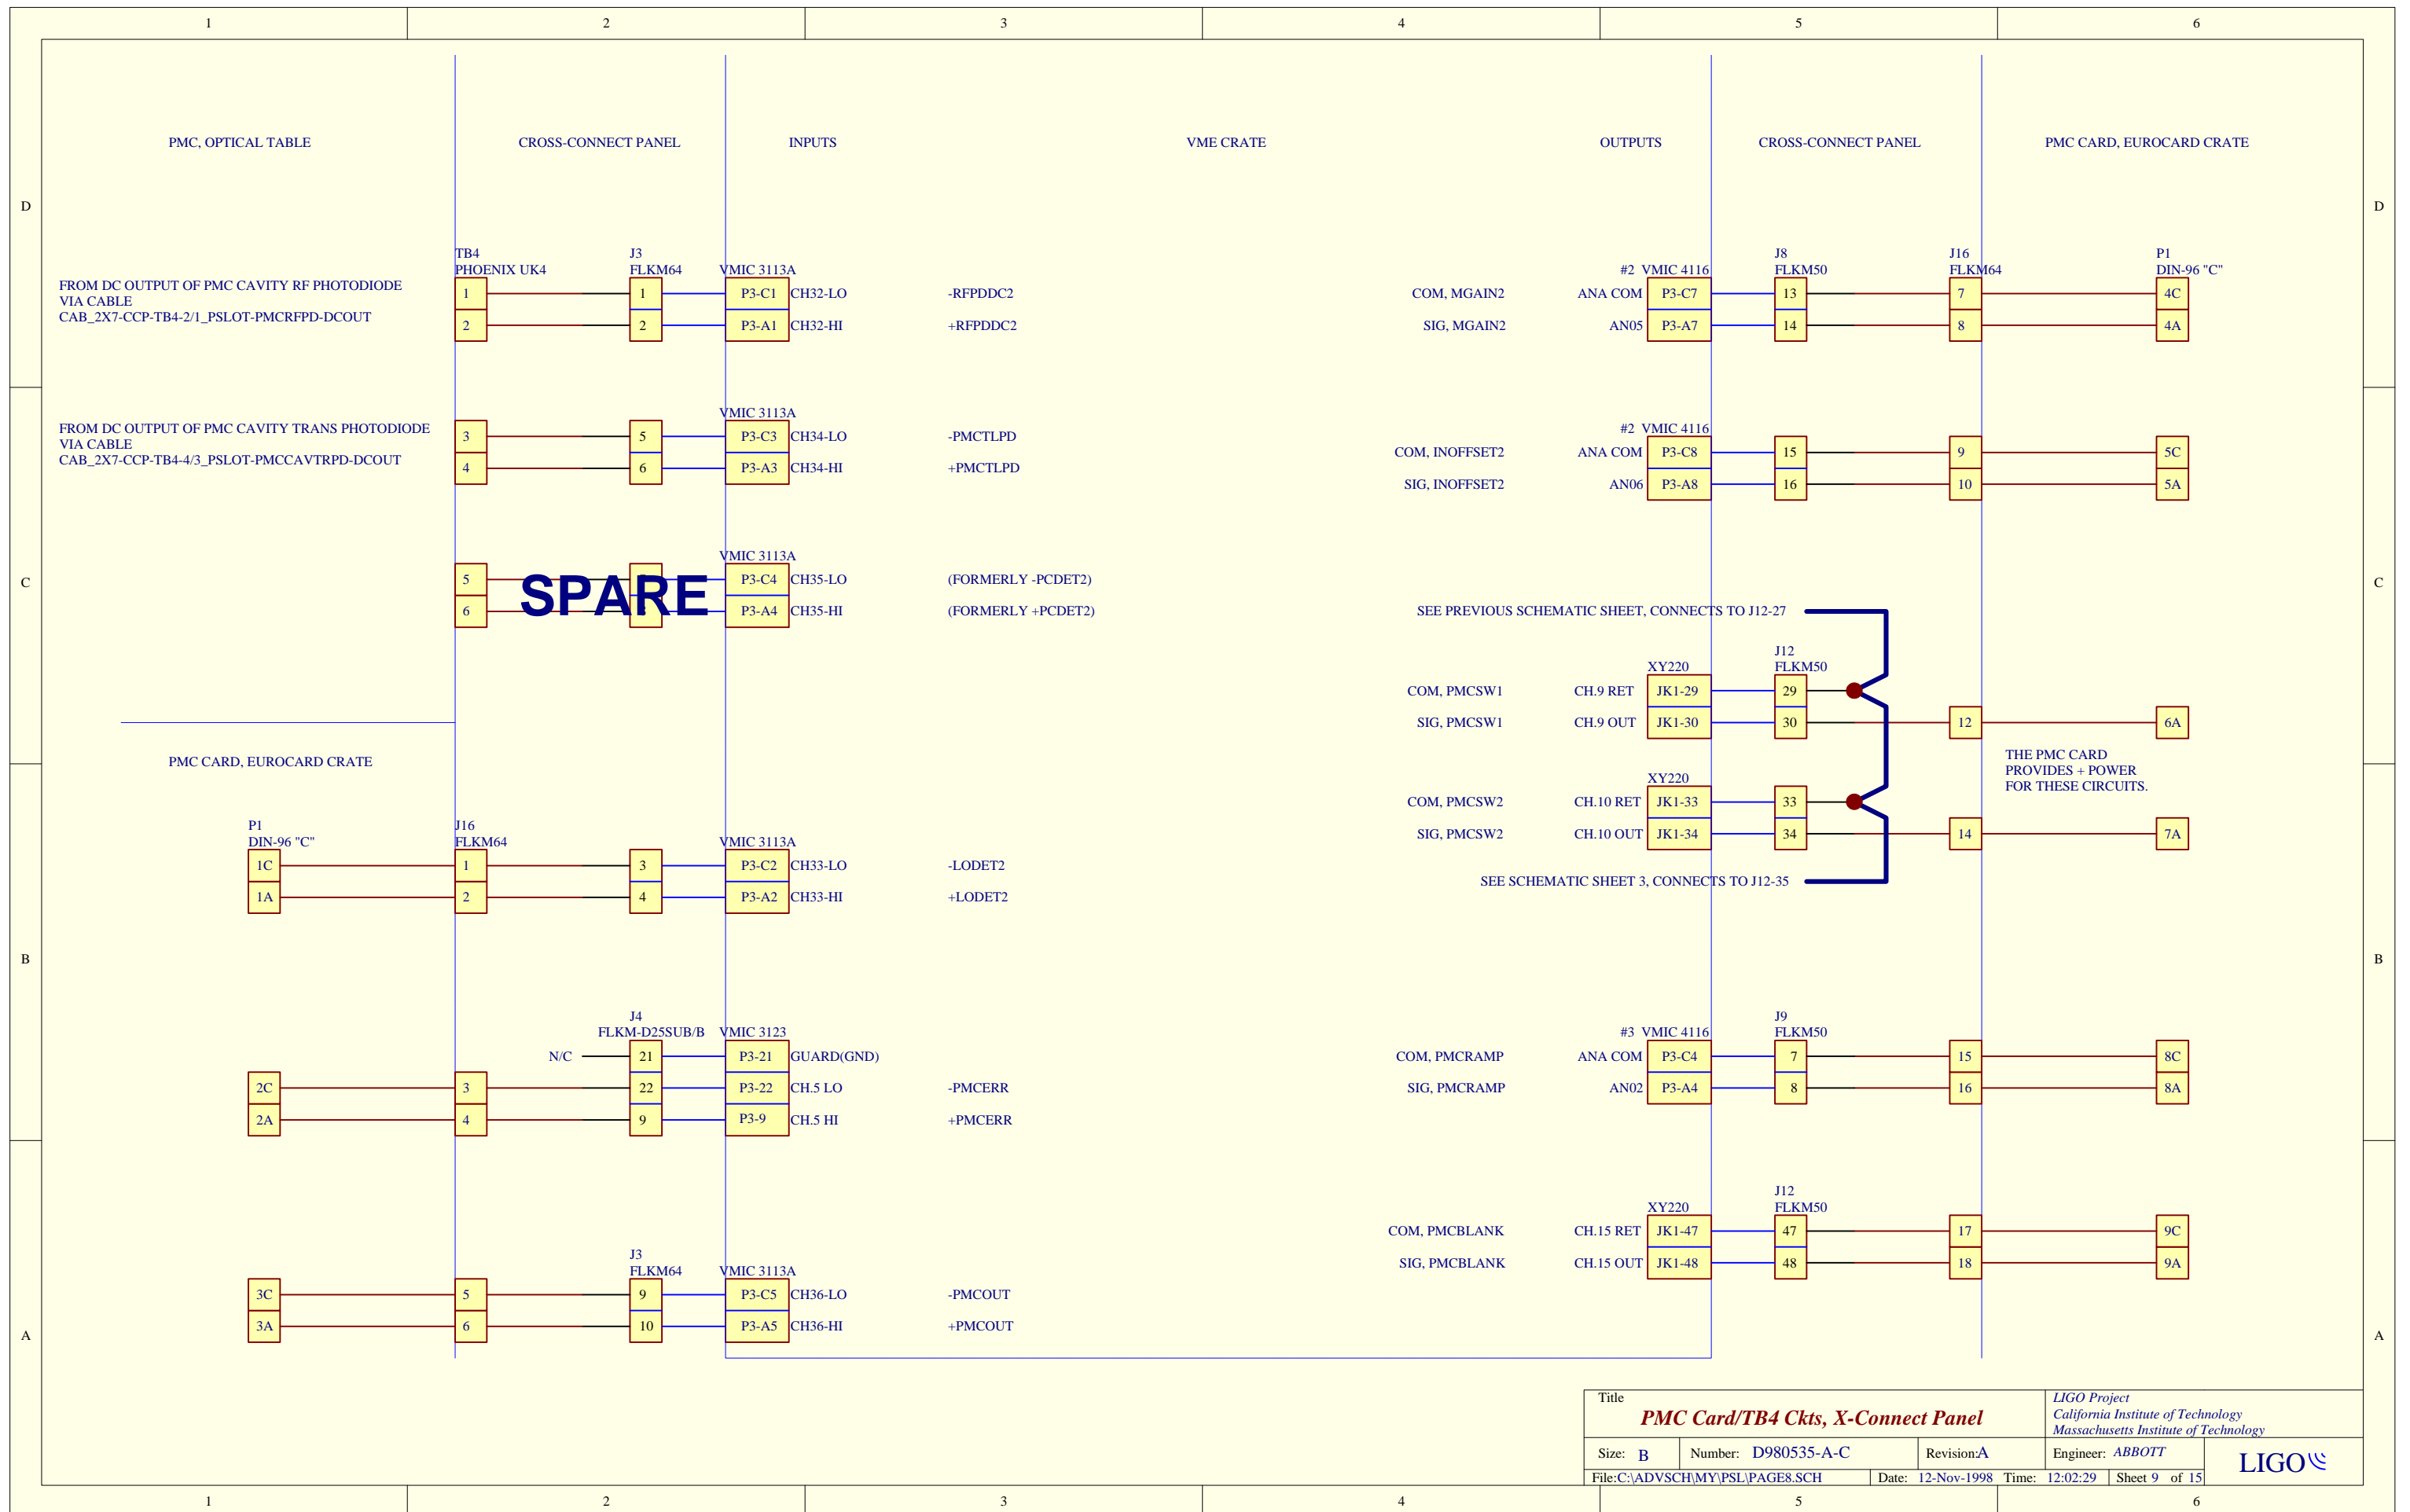 1 2 3 4 5 6
PMC, OPTICAL TABLE
CROSS-CONNECT PANEL
INPUTS
VME CRATE
OUTPUTS
CROSS-CONNECT PANEL
PMC CARD, EUROCARD CRATE
D
D
TB4
PHOENIX UK4
J3
FLKM64
VMIC 3113A
FROM DC OUTPUT OF PMC CAVITY RF PHOTODIODE
VIA CABLE
CAB_2X7-CCP-TB4-2/1_PSLOT-PMCRFPD-DCOUT
1 1 P3-C1 CH32-LO -RFPDDC2
2 2 P3-A1 CH32-HI +RFPDDC2
#2 VMIC 4116
J8
FLKM50
J16
FLKM64
P1
DIN-96 "C"
COM, MGAIN2 ANA COM P3-C7 13 7 4C
SIG, MGAIN2 AN05 P3-A7 14 8 4A
VMIC 3113A
FROM DC OUTPUT OF PMC CAVITY TRANS PHOTODIODE
VIA CABLE
CAB_2X7-CCP-TB4-4/3_PSLOT-PMCCAVTRPD-DCOUT
3 5 P3-C3 CH34-LO -PMCTLPD
4 6 P3-A3 CH34-HI +PMCTLPD
#2 VMIC 4116
COM, INOFFSET2 ANA COM P3-C8 15 9 5C
SIG, INOFFSET2 AN06 P3-A8 16 10 5A
C
C
VMIC 3113A
5 P3-C4 CH35-LO (FORMERLY -PCDET2)
SPARE
6 P3-A4 CH35-HI (FORMERLY +PCDET2)
SEE PREVIOUS SCHEMATIC SHEET, CONNECTS TO J12-27
XY220
J12
FLKM50
COM, PMCSW1 CH.9 RET JK1-29 29
SIG, PMCSW1 CH.9 OUT JK1-30 30 12 6A
THE PMC CARD
PROVIDES + POWER
FOR THESE CIRCUITS.
XY220
COM, PMCSW2 CH.10 RET JK1-33 33
SIG, PMCSW2 CH.10 OUT JK1-34 34 14 7A
SEE SCHEMATIC SHEET 3, CONNECTS TO J12-35
PMC CARD, EUROCARD CRATE
P1
DIN-96 "C"
J16
FLKM64
VMIC 3113A
1C 1 3 P3-C2 CH33-LO -LODET2
1A 2 4 P3-A2 CH33-HI +LODET2
B
B
J4
FLKM-D25SUB/B
VMIC 3123
N/C 21 P3-21 GUARD(GND)
2C 3 22 P3-22 CH.5 LO -PMCERR
2A 4 9 P3-9 CH.5 HI +PMCERR
#3 VMIC 4116
J9
FLKM50
COM, PMCRAMP ANA COM P3-C4 7 15 8C
SIG, PMCRAMP AN02 P3-A4 8 16 8A
XY220
J12
FLKM50
COM, PMCBLANK CH.15 RET JK1-47 47 17 9C
SIG, PMCBLANK CH.15 OUT JK1-48 48 18 9A
J3
FLKM64
VMIC 3113A
3C 5 9 P3-C5 CH36-LO -PMCOUT
3A 6 10 P3-A5 CH36-HI +PMCOUT
A
A
Title
PMC Card/TB4 Ckts, X-Connect Panel
LIGO Project
California Institute of Technology
Massachusetts Institute of Technology
Size: B Number: D980535-A-C Revision:A Engineer: ABBOTT
LIGO
File:C:\ADVSCH\MY\PSL\PAGE8.SCH Date: 12-Nov-1998 Time: 12:02:29 Sheet 9 of 15
1 2 3 4 5 6